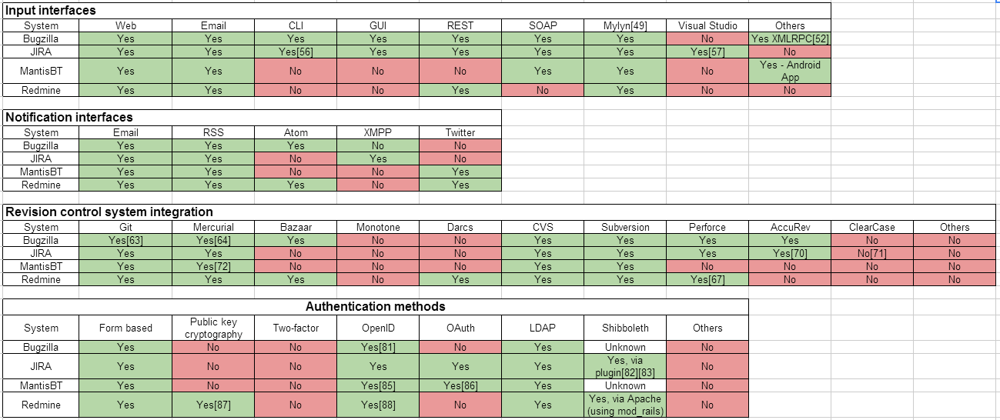 Input interfaces
System Web Email CLI GUI REST SOAP Mylyn[49] Visual Studio Others
Bugzilla Yes Yes Yes Yes Yes Yes Yes No Yes XMLRPC[52]
JIRA Yes Yes Yes[56] Yes Yes Yes Yes Yes[57] No
MantisBT Yes Yes No No No Yes Yes No Yes - Android App
Redmine Yes Yes No No Yes No Yes No No
Notification interfaces
System Email RSS Atom XMPP Twitter
Bugzilla Yes Yes Yes No No
JIRA Yes Yes No Yes No
MantisBT Yes Yes No No Yes
Redmine Yes Yes Yes No Yes
Revision control system integration
System Git Mercurial Bazaar Monotone Darcs CVS Subversion Perforce AccuRev ClearCase Others
Bugzilla Yes[63] Yes[64] Yes No No Yes Yes Yes Yes No No
JIRA Yes Yes No No No Yes Yes Yes Yes[70] No[71] No
MantisBT Yes Yes[72] No No No Yes Yes No No No No
Redmine Yes Yes Yes No Yes Yes Yes Yes[67] No No No
Authentication methods
System Form based Public key cryptography Two-factor OpenID OAuth LDAP Shibboleth Others
Bugzilla Yes No No Yes[81] No Yes Unknown No
JIRA Yes No No Yes Yes Yes Yes, via plugin[82][83] No
MantisBT Yes No No Yes[85] Yes[86] Yes Unknown No
Redmine Yes Yes[87] No Yes[88] No Yes Yes, via Apache (using mod_rails) No